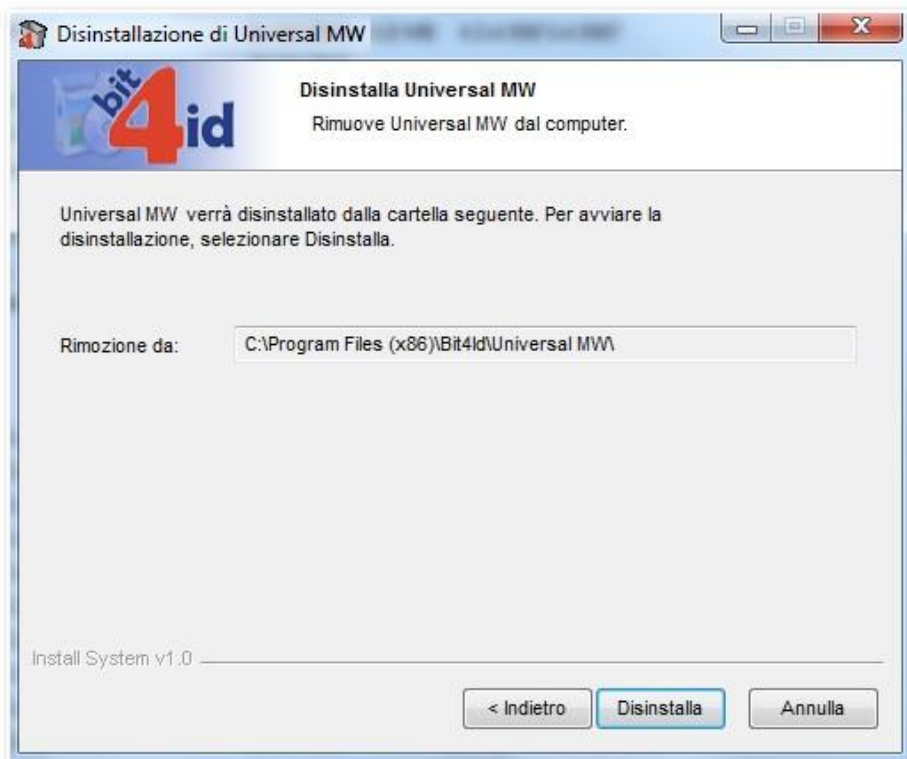 Disinstallazione di Universal MW
bit4id
Disinstalla Universal MW
Rimuove Universal MW dal computer.
Universal MW verrà disinstallato dalla cartella seguente. Per avviare la
disinstallazione, selezionare Disinstalla.
Rimozione da:
C:\Program Files (x86)\Bit4Id\Universal MW\
Install System v1.0
< Indietro
Disinstalla
Annulla